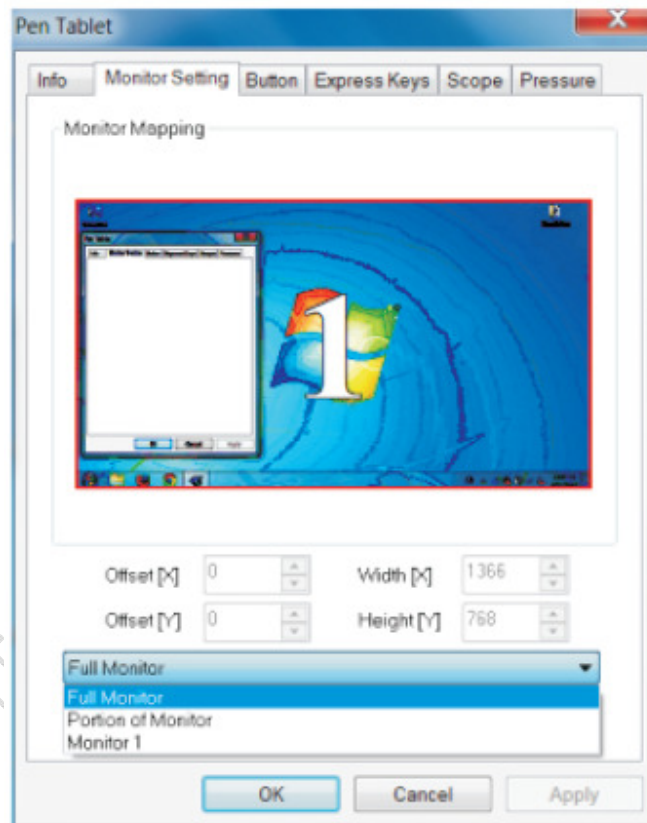 Pen Tablet
Info Monitor Setting Button Express Keys Scope Pressure
Monitor Mapping
1
Offset [X] 0 Width [X] 1366
Offset [Y] 0 Height [Y] 768
Full Monitor
Full Monitor
Portion of Monitor
Monitor 1
OK Cancel Apply